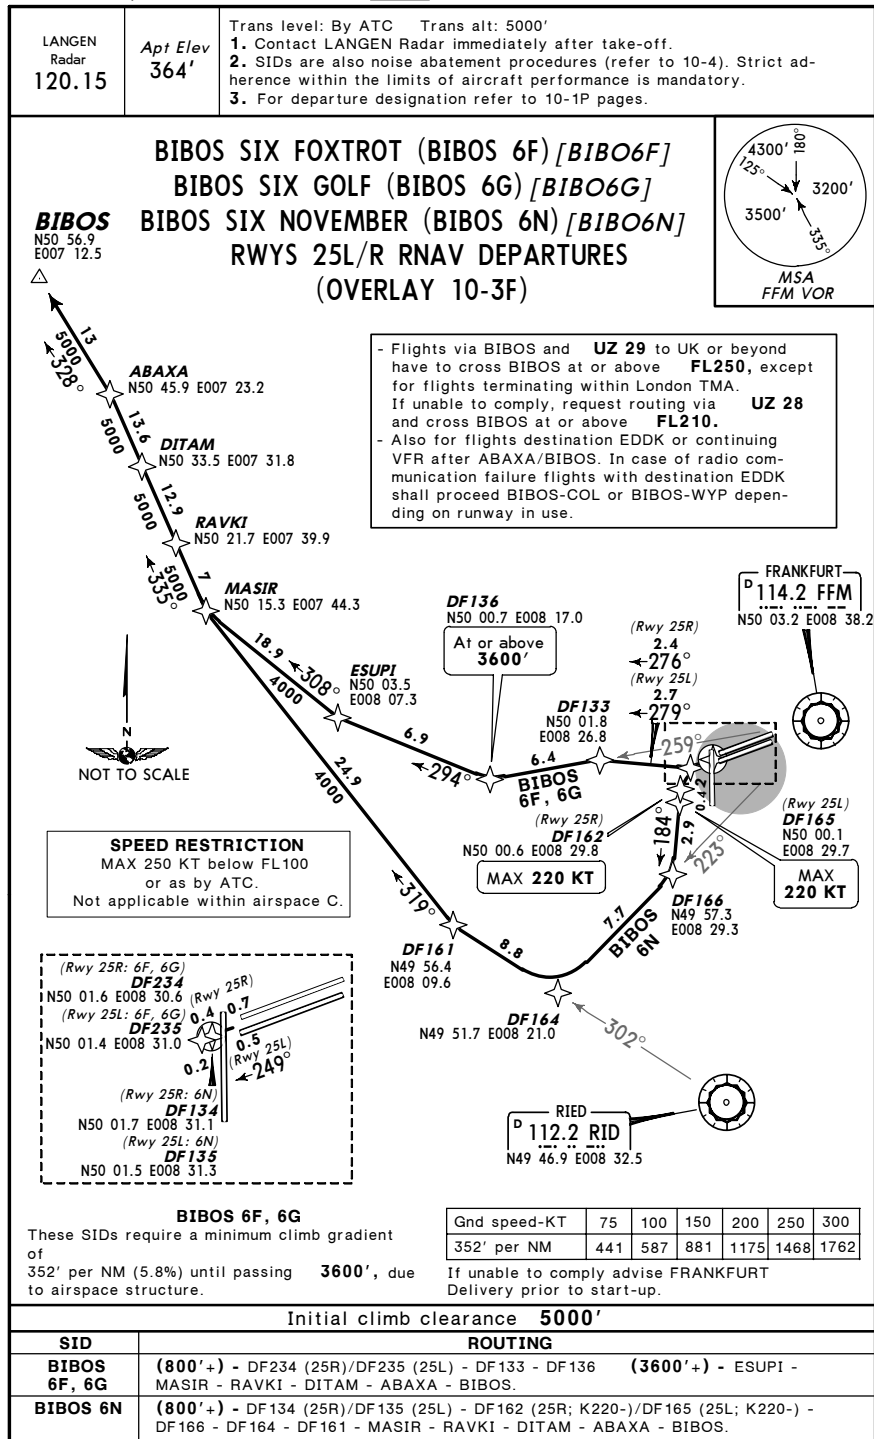 LANGEN
Radar
120.15
Apt Elev
364'
Trans level: By ATC Trans alt: 5000'
1. Contact LANGEN Radar immediately after take-off.
2. SIDs are also noise abatement procedures (refer to 10-4). Strict ad-
herence within the limits of aircraft performance is mandatory.
3. For departure designation refer to 10-1P pages.
BIBOS SIX FOXTROT (BIBOS 6F) [BIBO6F]
BIBOS SIX GOLF (BIBOS 6G) [BIBO6G]
BIBOS SIX NOVEMBER (BIBOS 6N) [BIBO6N]
RWYS 25L/R RNAV DEPARTURES
(OVERLAY 10-3F)
4300'
180°
125°
3200'
3500'
335°
MSA
FFM VOR
BIBOS
N50 56.9
E007 12.5
13
5000
328°
ABAXA
N50 45.9 E007 23.2
13.6
5000
DITAM
N50 33.5 E007 31.8
12.9
5000
RAVKI
N50 21.7 E007 39.9
7
5000
335°
MASIR
N50 15.3 E007 44.3
- Flights via BIBOS and UZ 29 to UK or beyond
have to cross BIBOS at or above FL250, except
for flights terminating within London TMA.
If unable to comply, request routing via UZ 28
and cross BIBOS at or above FL210.
- Also for flights destination EDDK or continuing
VFR after ABAXA/BIBOS. In case of radio com-
munication failure flights with destination EDDK
shall proceed BIBOS-COL or BIBOS-WYP depen-
ding on runway in use.
FRANKFURT
D 114.2 FFM
N50 03.2 E008 38.2
DF136
N50 00.7 E008 17.0
At or above
3600'
(Rwy 25R)
2.4
276°
(Rwy 25L)
2.7
279°
18.9
308°
4000
ESUPI
N50 03.5
E008 07.3
DF133
N50 01.8
E008 26.8
259°
6.9
294°
6.4
BIBOS
6F, 6G
N
NOT TO SCALE
24.9
4000
0.4
.2
(Rwy 25R)
DF162
N50 00.6 E008 29.8
MAX 220 KT
184°
2.9
223°
(Rwy 25L)
DF165
N50 00.1
E008 29.7
MAX
220 KT
SPEED RESTRICTION
MAX 250 KT below FL100
or as by ATC.
Not applicable within airspace C.
319°
DF166
N49 57.3
E008 29.3
7.7
BIBOS
6N
DF161
N49 56.4
E008 09.6
8.8
DF164
N49 51.7 E008 21.0
302°
RIED
D 112.2 RID
N49 46.9 E008 32.5
(Rwy 25R: 6F, 6G)
DF234
N50 01.6 E008 30.6
(Rwy 25R)
0.4
0.7
(Rwy 25L: 6F, 6G)
DF235
N50 01.4 E008 31.0
0.5
(Rwy 25L)
0.2
249°
(Rwy 25R: 6N)
DF134
N50 01.7 E008 31.1
(Rwy 25L: 6N)
DF135
N50 01.5 E008 31.3
BIBOS 6F, 6G
These SIDs require a minimum climb gradient
of
352' per NM (5.8%) until passing 3600', due
to airspace structure.
Gnd speed-KT 75 100 150 200 250 300
352' per NM 441 587 881 1175 1468 1762
If unable to comply advise FRANKFURT
Delivery prior to start-up.
Initial climb clearance 5000'
SID ROUTING
BIBOS
6F, 6G
(800'+) - DF234 (25R)/DF235 (25L) - DF133 - DF136 (3600'+) - ESUPI -
MASIR - RAVKI - DITAM - ABAXA - BIBOS.
BIBOS 6N
(800'+) - DF134 (25R)/DF135 (25L) - DF162 (25R; K220-)/DF165 (25L; K220-) -
DF166 - DF164 - DF161 - MASIR - RAVKI - DITAM - ABAXA - BIBOS.